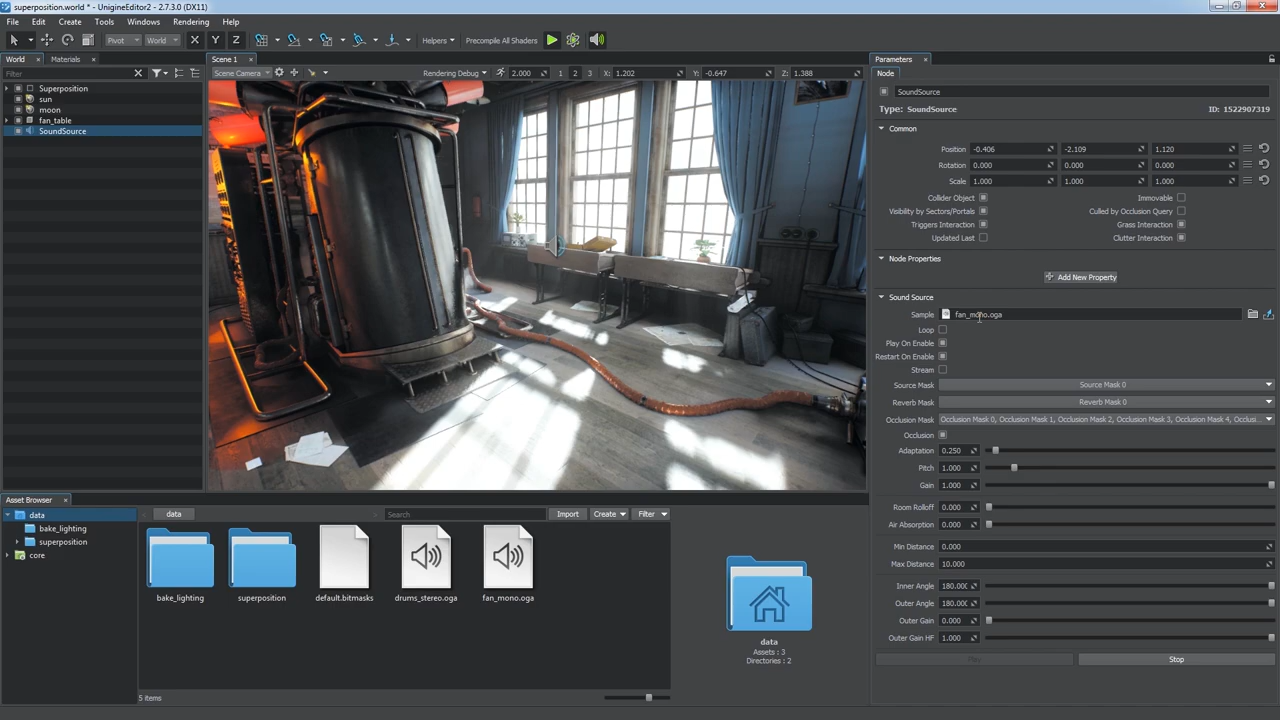 superposition.world * - UnigineEditor2 - 2.7.3.0 (DX11)
File Edit Create Tools Windows Rendering Help
Pivot World X Y Z Helpers Precompile All Shaders
World Materials
Filter
Superposition
sun
moon
fan_table
SoundSource
Scene 1
Scene Camera Rendering Debug 2.000 1 2 3 X: 1.202 Y: -0.647 Z: 1.388
Parameters
Node
SoundSource
Type: SoundSource ID: 1522907319
Common
Position -0.406 -2.109 1.120
Rotation 0.000 0.000 0.000
Scale 1.000 1.000 1.000
Collider Object Immovable
Visibility by Sectors/Portals Culled by Occlusion Query
Triggers Interaction Grass Interaction
Updated Last Clutter Interaction
Node Properties
Add New Property
Sound Source
Sample fan_mono.oga
Loop
Play On Enable
Restart On Enable
Stream
Source Mask Source Mask 0
Reverb Mask Reverb Mask 0
Occlusion Mask Occlusion Mask 0, Occlusion Mask 1, Occlusion Mask 2, Occlusion Mask 3, Occlusion Mask 4, Occlus...
Occlusion
Adaptation 0.250
Pitch 1.000
Gain 1.000
Room Rolloff 0.000
Air Absorption 0.000
Min Distance 0.000
Max Distance 10.000
Inner Angle 180.000
Outer Angle 180.000
Outer Gain 0.000
Outer Gain HF 1.000
Play Stop
Asset Browser
data
bake_lighting
superposition
core
data Search Import Create Filter
bake_lighting superposition default.bitmasks drums_stereo.oga fan_mono.oga
data
Assets : 3
Directories : 2
5 items